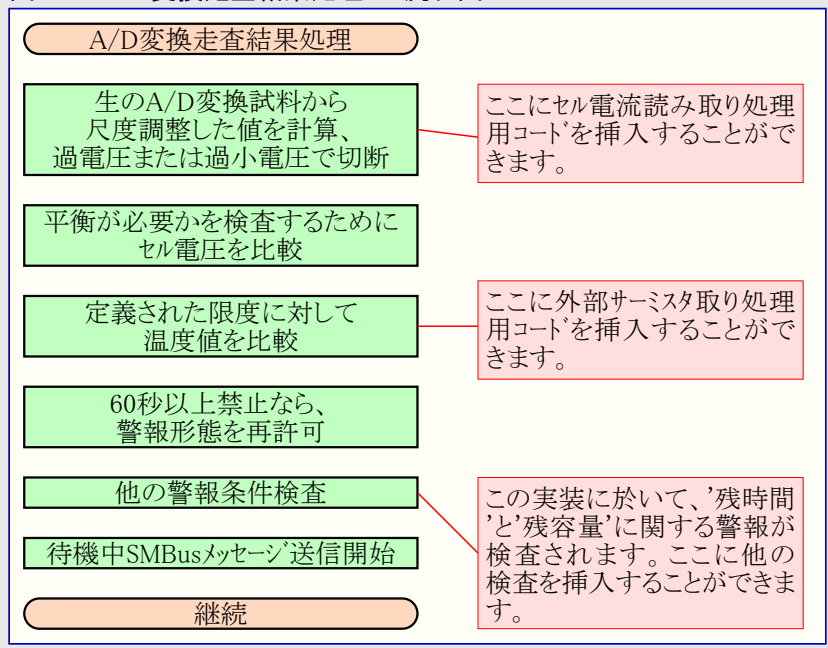 A/D変換走査結果処理
生のA/D変換試料から
尺度調整した値を計算、
過電圧または過小電圧で切断
ここにｾﾙ電流読み取り処理
用ｺｰﾄﾞを挿入することがで
きます。
平衡が必要かを検査するために
ｾﾙ電圧を比較
定義された限度に対して
温度値を比較
ここに外部ｻｰﾐｽﾀ取り処理
用ｺｰﾄﾞを挿入することがで
きます。
60秒以上禁止なら、
警報形態を再許可
他の警報条件検査
この実装に於いて、'残時間
'と'残容量'に関する警報が
検査されます。ここに他の
検査を挿入することができま
す。
待機中SMBusﾒｯｾｰｼﾞ送信開始
継続